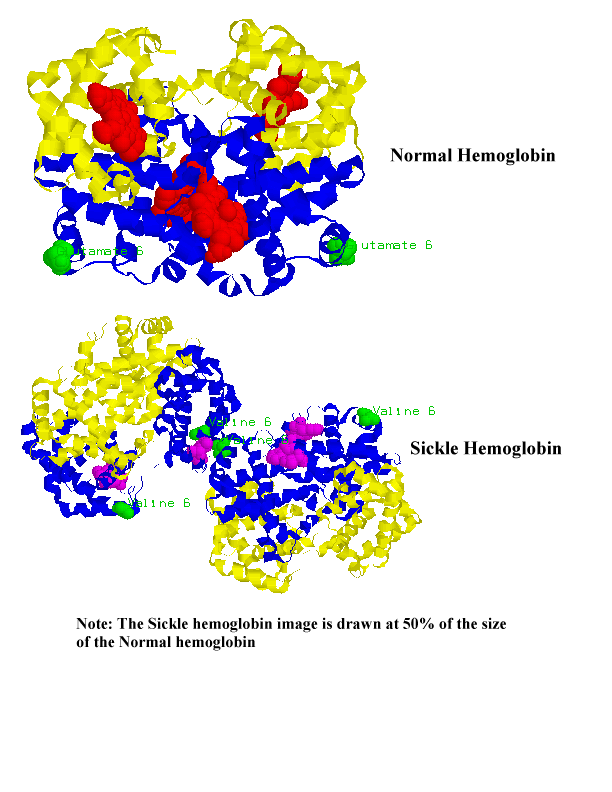 Normal Hemoglobin
utamate 6
utamate 6
Valine 6
Valine 6
Valine 6
Sickle Hemoglobin
Valine 6
Note: The Sickle hemoglobin image is drawn at 50% of the size
of the Normal hemoglobin